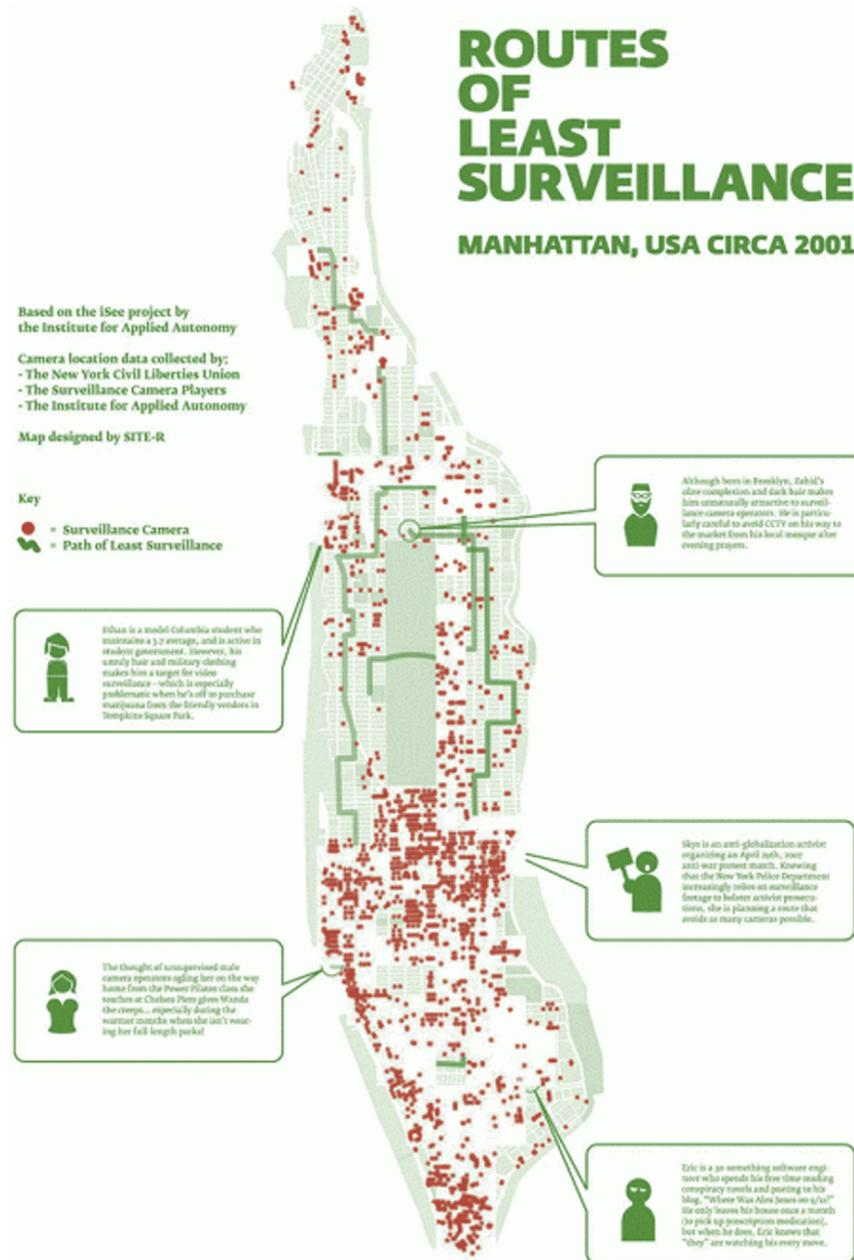 ROUTES
OF
LEAST
SURVEILLANCE
MANHATTAN, USA CIRCA 2001
Based on the iSee project by
the Institute for Applied Autonomy
Camera location data collected by:
- The New York Civil Liberties Union
- The Surveillance Camera Players
- The Institute for Applied Autonomy
Map designed by SITE-R
Key
= Surveillance Camera
= Path of Least Surveillance
Although born in Brooklyn, Zahid's
olive completion and dark hair makes
him unnaturally attractive to surveil-
lance camera operators. He is particu-
larly careful to avoid CCTV on his way to
the market from his local mosque after
evening prayers.
Ethan is a model Columbia student who
maintains a 3.7 average, and is active in
student government. However, his
unruly hair and military clothing
makes him a target for video
surveillance - which is especially
problematic when he's off to purchase
marijuana from the friendly vendors in
Tompkins Square Park.
Skye is an anti-globalization activist
organizing an April 29th, 2007
anti-war protest march. Knowing
that the New York Police Department
increasingly relies on surveillance
footage to bolster activist prosecu-
tions, she is planning a route that
avoids as many cameras possible.
The thought of unsupervised male
camera operators ogling her on the way
home from the Power Pilates class she
teaches at Chelsea Piers gives Wanda
the creeps... especially during the
warmer months when she isn't wear-
ing her full-length parka!
Eric is a 30-something software engi-
neer who spends his free time reading
conspiracy novels and posting to his
blog, "Where Was Alex Jones on 9/11?"
He only leaves his house once a month
(to pick up prescription medication),
but when he does, Eric knows that
"they" are watching his every move.